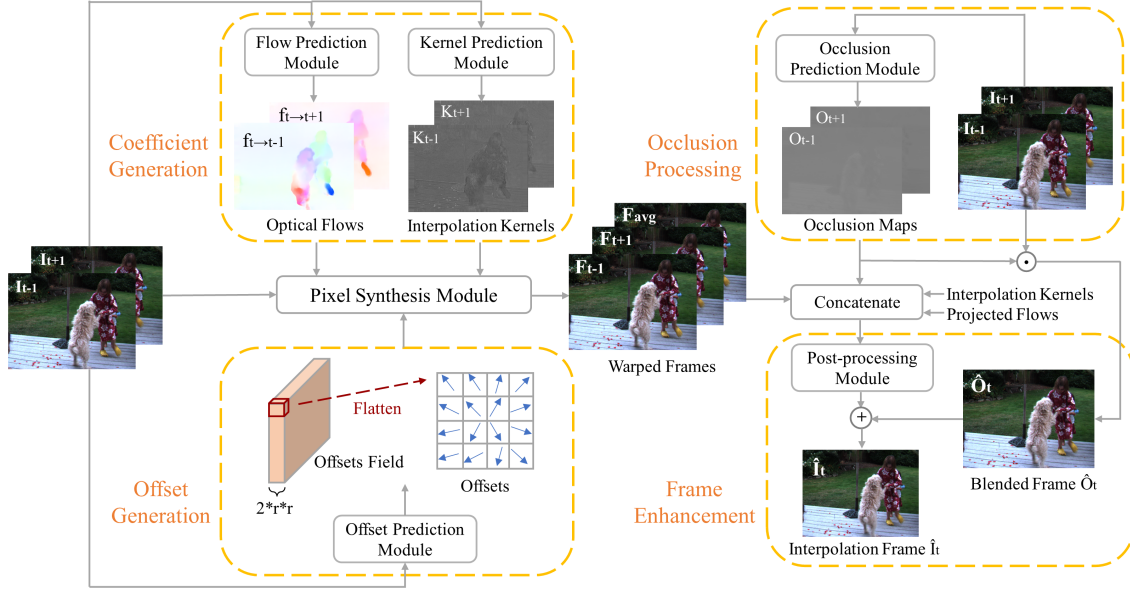 Flow Prediction
Module
Kernel Prediction
Module
ft→t+1
ft→t-1
Kt+1
Kt-1
Coefficient
Generation
Optical Flows
Interpolation Kernels
Occlusion
Prediction Module
Ot+1
Ot-1
It+1
It-1
Occlusion
Processing
Occlusion Maps
It+1
It-1
Pixel Synthesis Module
Favg
Ft+1
Ft-1
Warped Frames
Concatenate
Interpolation Kernels
Projected Flows
Flatten
Offsets Field
Offsets
2*r*r
Offset
Generation
Offset Prediction
Module
Post-processing
Module
+
Ôt
Blended Frame Ôt
Ît
Frame
Enhancement
Interpolation Frame Ît